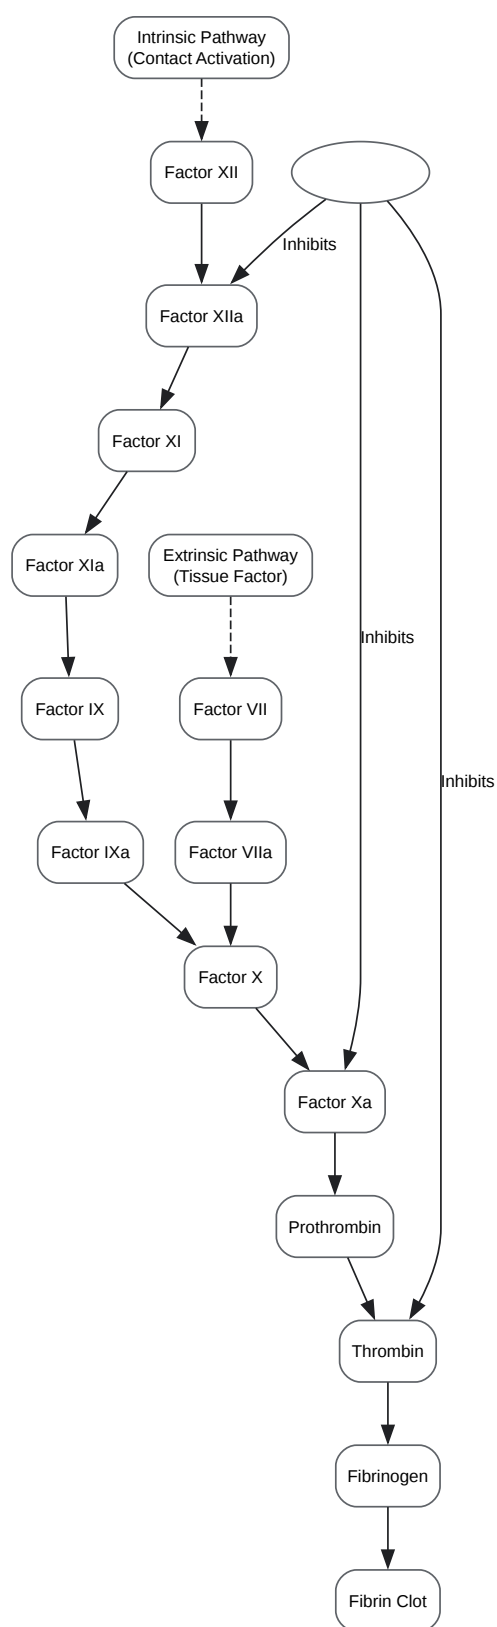 Intrinsic Pathway
(Contact Activation)
Factor XII
Inhibits
Factor XIIa
Factor XI
Factor XIa
Extrinsic Pathway
(Tissue Factor)
Inhibits
Factor IX
Factor VII
Inhibits
Factor IXa
Factor VIIa
Factor X
Factor Xa
Prothrombin
Thrombin
Fibrinogen
Fibrin Clot